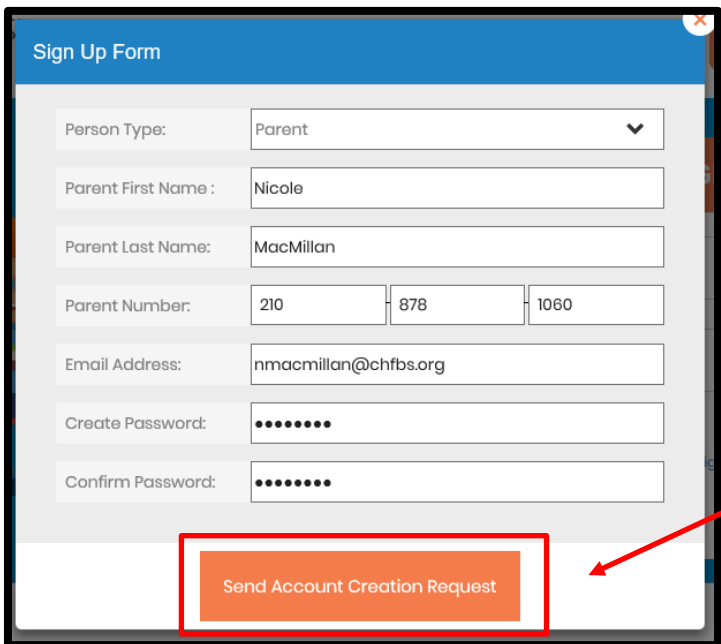 Sign Up Form
Person Type: Parent
Parent First Name : Nicole
Parent Last Name: MacMillan
Parent Number: 210 - 878 - 1060
Email Address: nmacmillan@chfbs.org
Create Password: ••••••••
Confirm Password: ••••••••
Send Account Creation Request